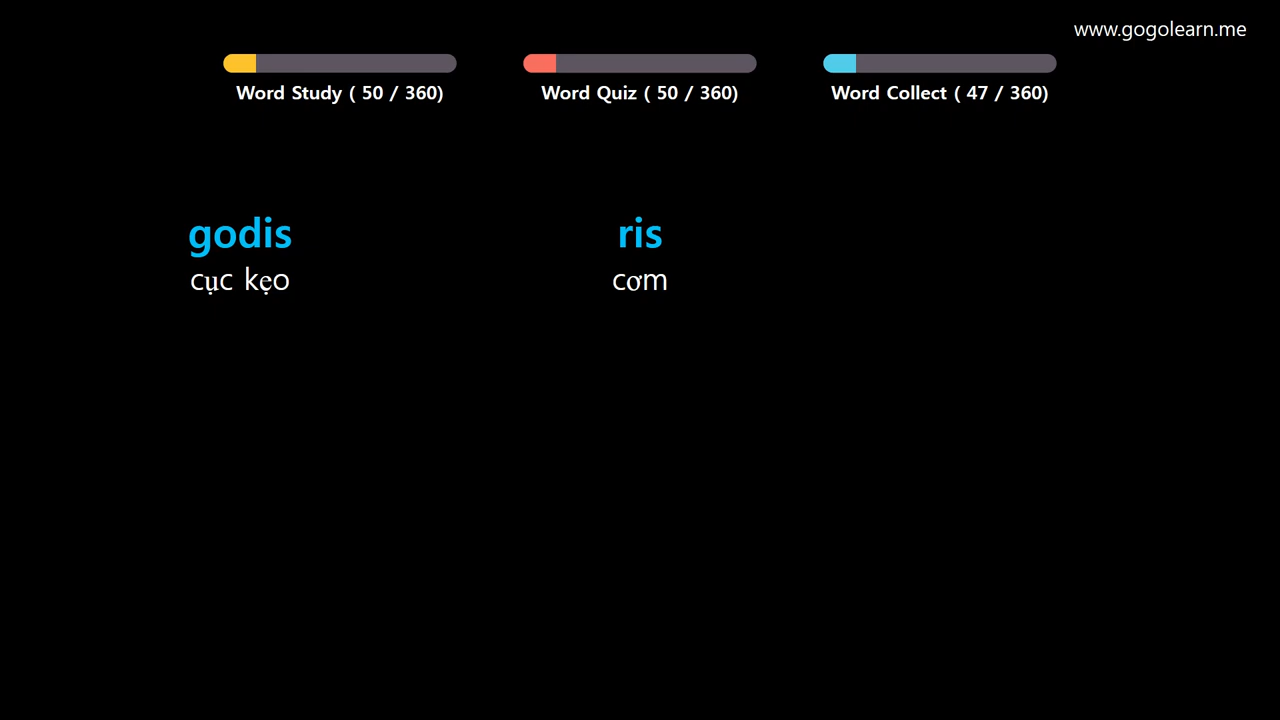 www.gogolearn.me
Word Study ( 50 / 360)
Word Quiz ( 50 / 360)
Word Collect ( 47 / 360)
godis
cục kẹo
ris
cơm